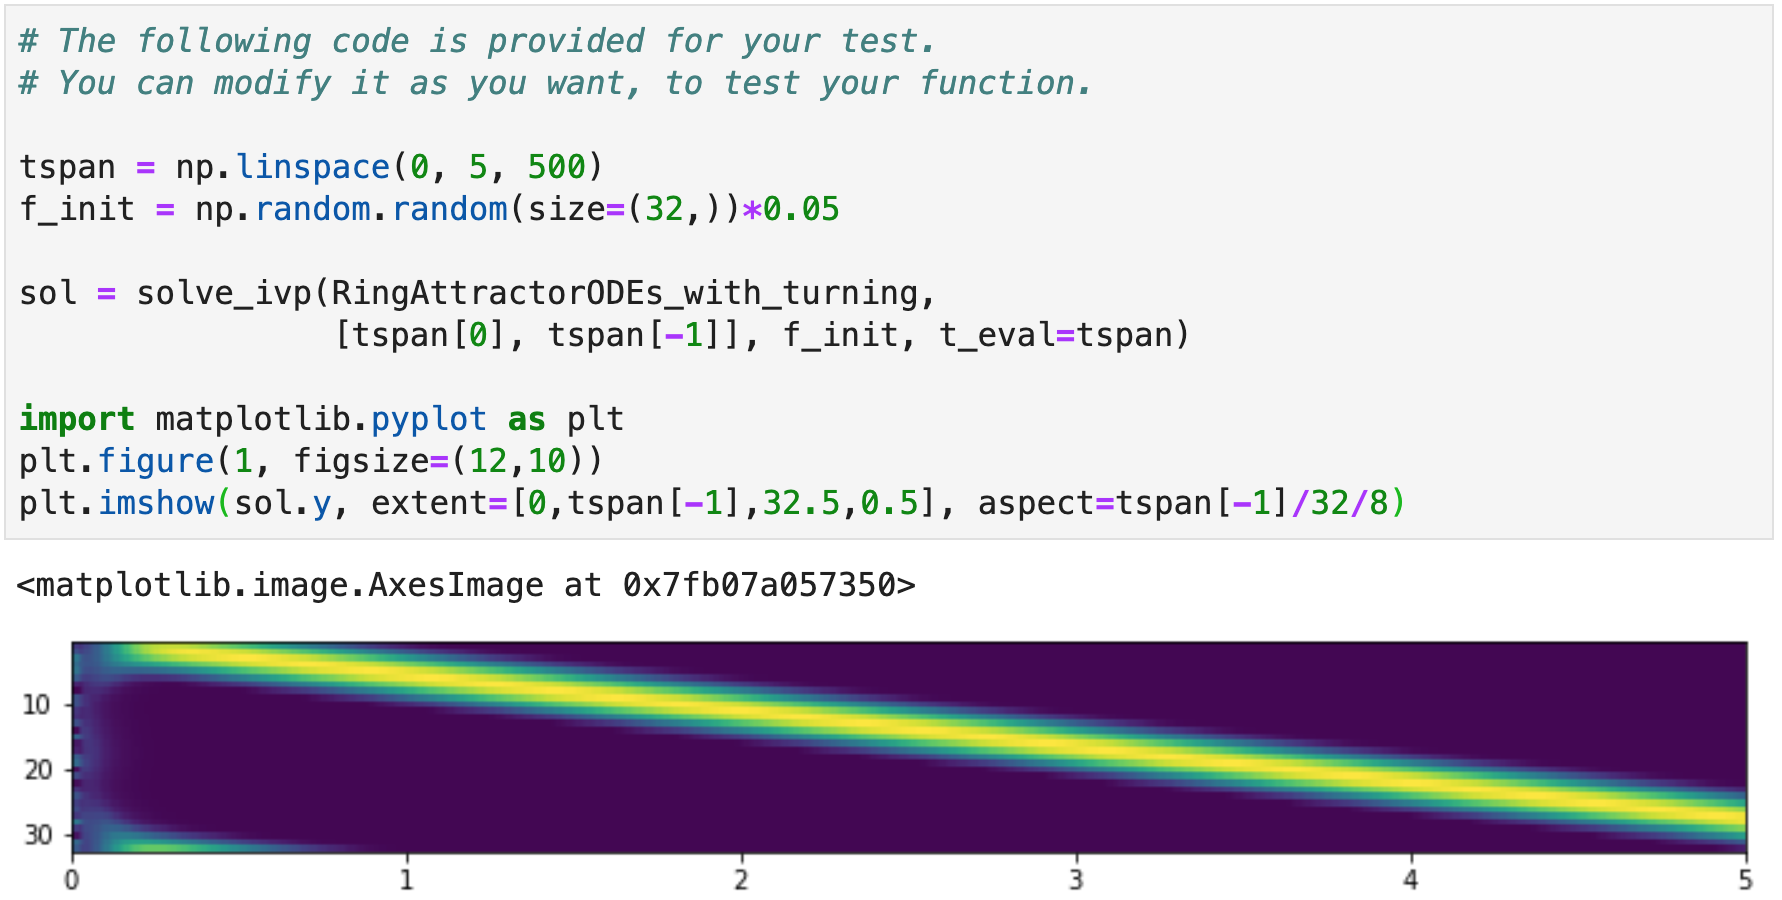 # The following code is provided for your test.
# You can modify it as you want, to test your function.
tspan = np.linspace(0, 5, 500)
f_init = np.random.random(size=(32,))*0.05
sol = solve_ivp(RingAttractorODEs_with_turning,
[tspan[0], tspan[-1]], f_init, t_eval=tspan)
import matplotlib.pyplot as plt
plt.figure(1, figsize=(12,10))
plt.imshow(sol.y, extent=[0,tspan[-1],32.5,0.5], aspect=tspan[-1]/32/8)
<matplotlib.image.AxesImage at 0x7fb07a057350>
10
20
30
0 1 2 3 4 5